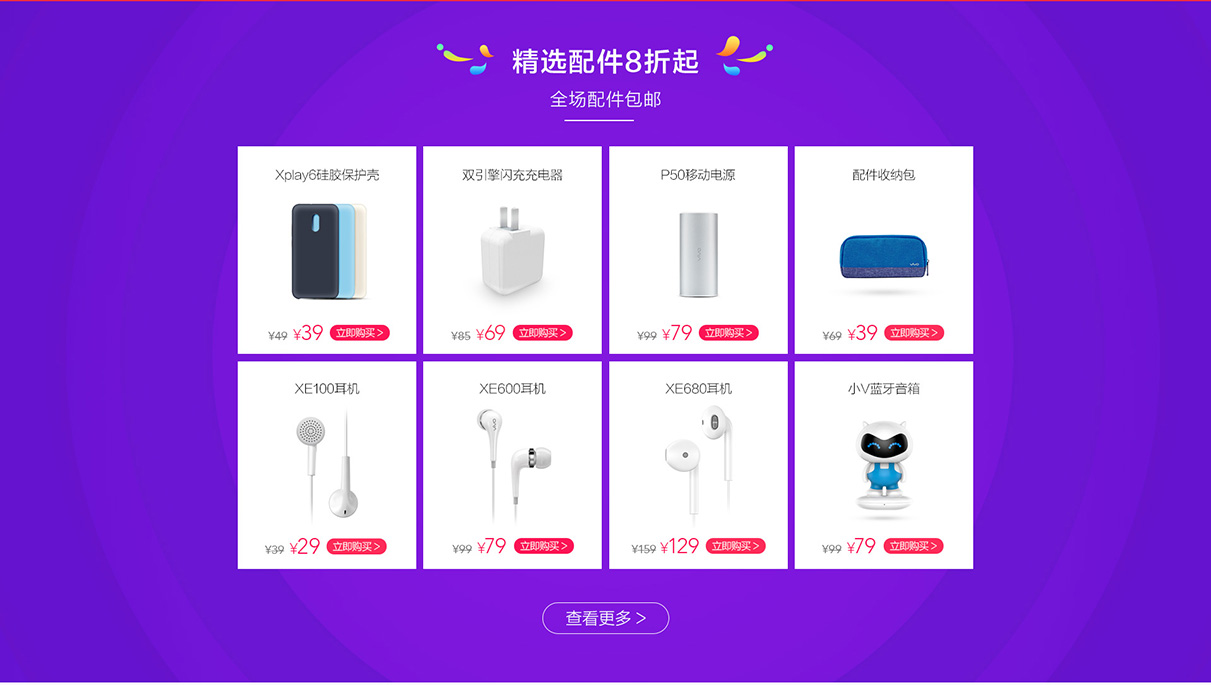 精选配件8折起
全场配件包邮
Xplay6硅胶保护壳
双引擎闪充充电器
P50移动电源
配件收纳包
vivo
vivo
¥49 ¥39 立即购买 >
¥85 ¥69 立即购买 >
¥99 ¥79 立即购买 >
¥69 ¥39 立即购买 >
XE100耳机
XE600耳机
XE680耳机
小V蓝牙音箱
¥39 ¥29 立即购买 >
¥99 ¥79 立即购买 >
¥159 ¥129 立即购买 >
¥99 ¥79 立即购买 >
查看更多 >